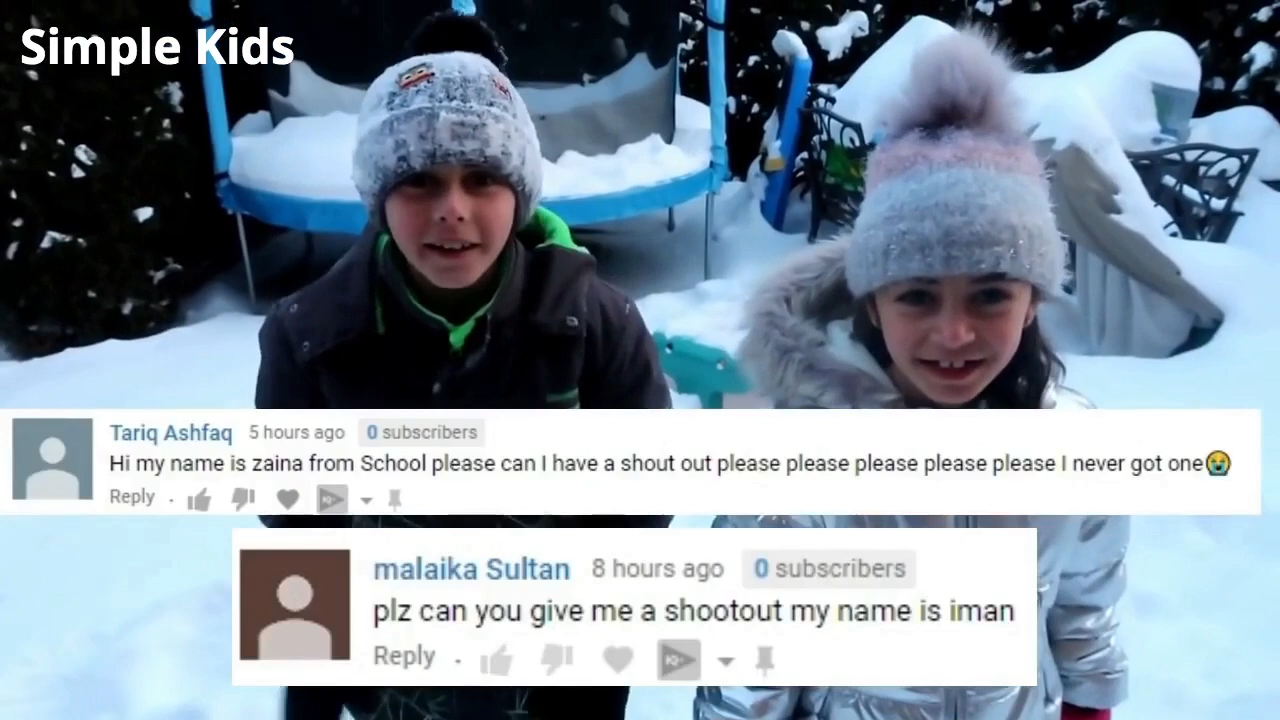 Simple Kids
Tariq Ashfaq 5 hours ago 0 subscribers
Hi my name is zaina from School please can I have a shout out please please please please please I never got one😭
Reply
malaika Sultan 8 hours ago 0 subscribers
plz can you give me a shootout my name is iman
Reply